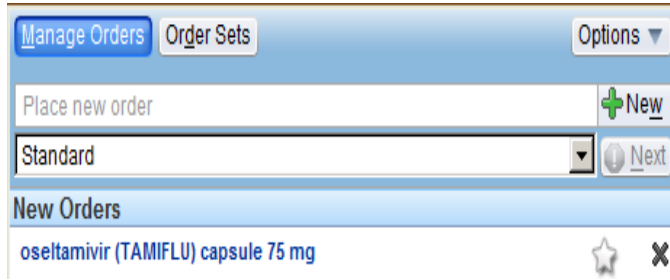 Manage Orders Order Sets Options
Place new order New
Standard Next
New Orders
oseltamivir (TAMIFLU) capsule 75 mg